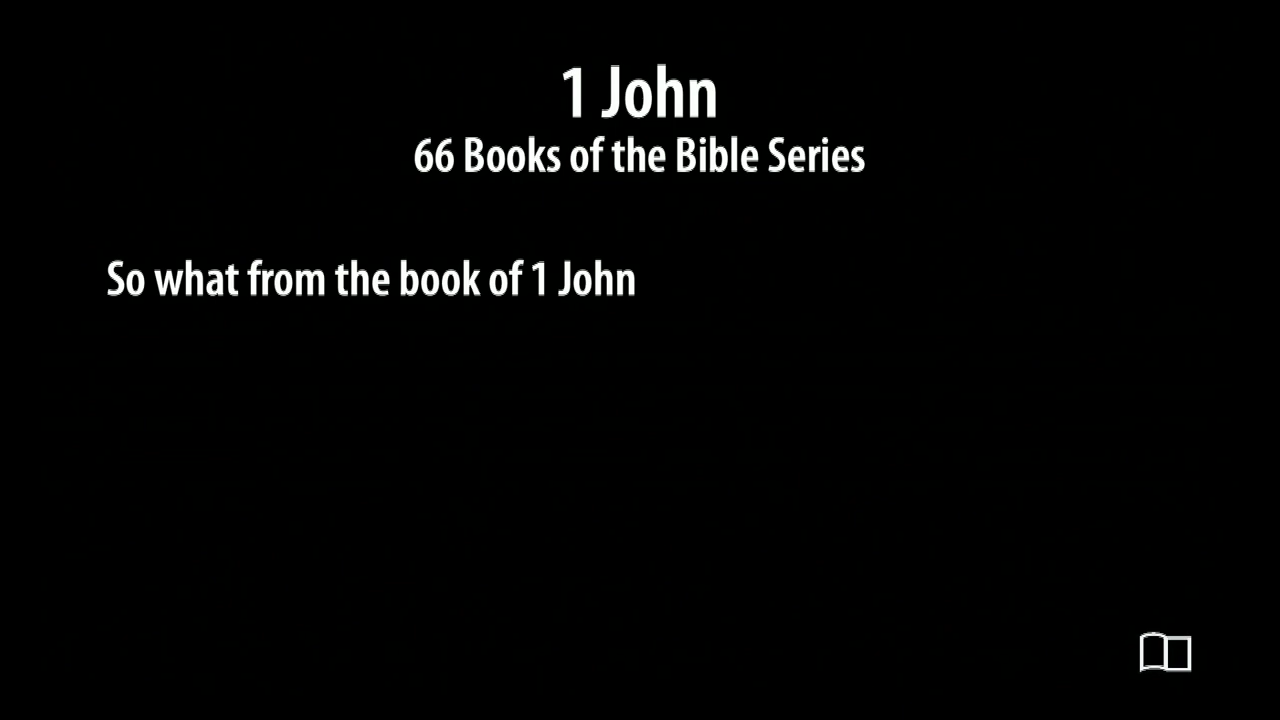 1 John
66 Books of the Bible Series
So what from the book of 1 John